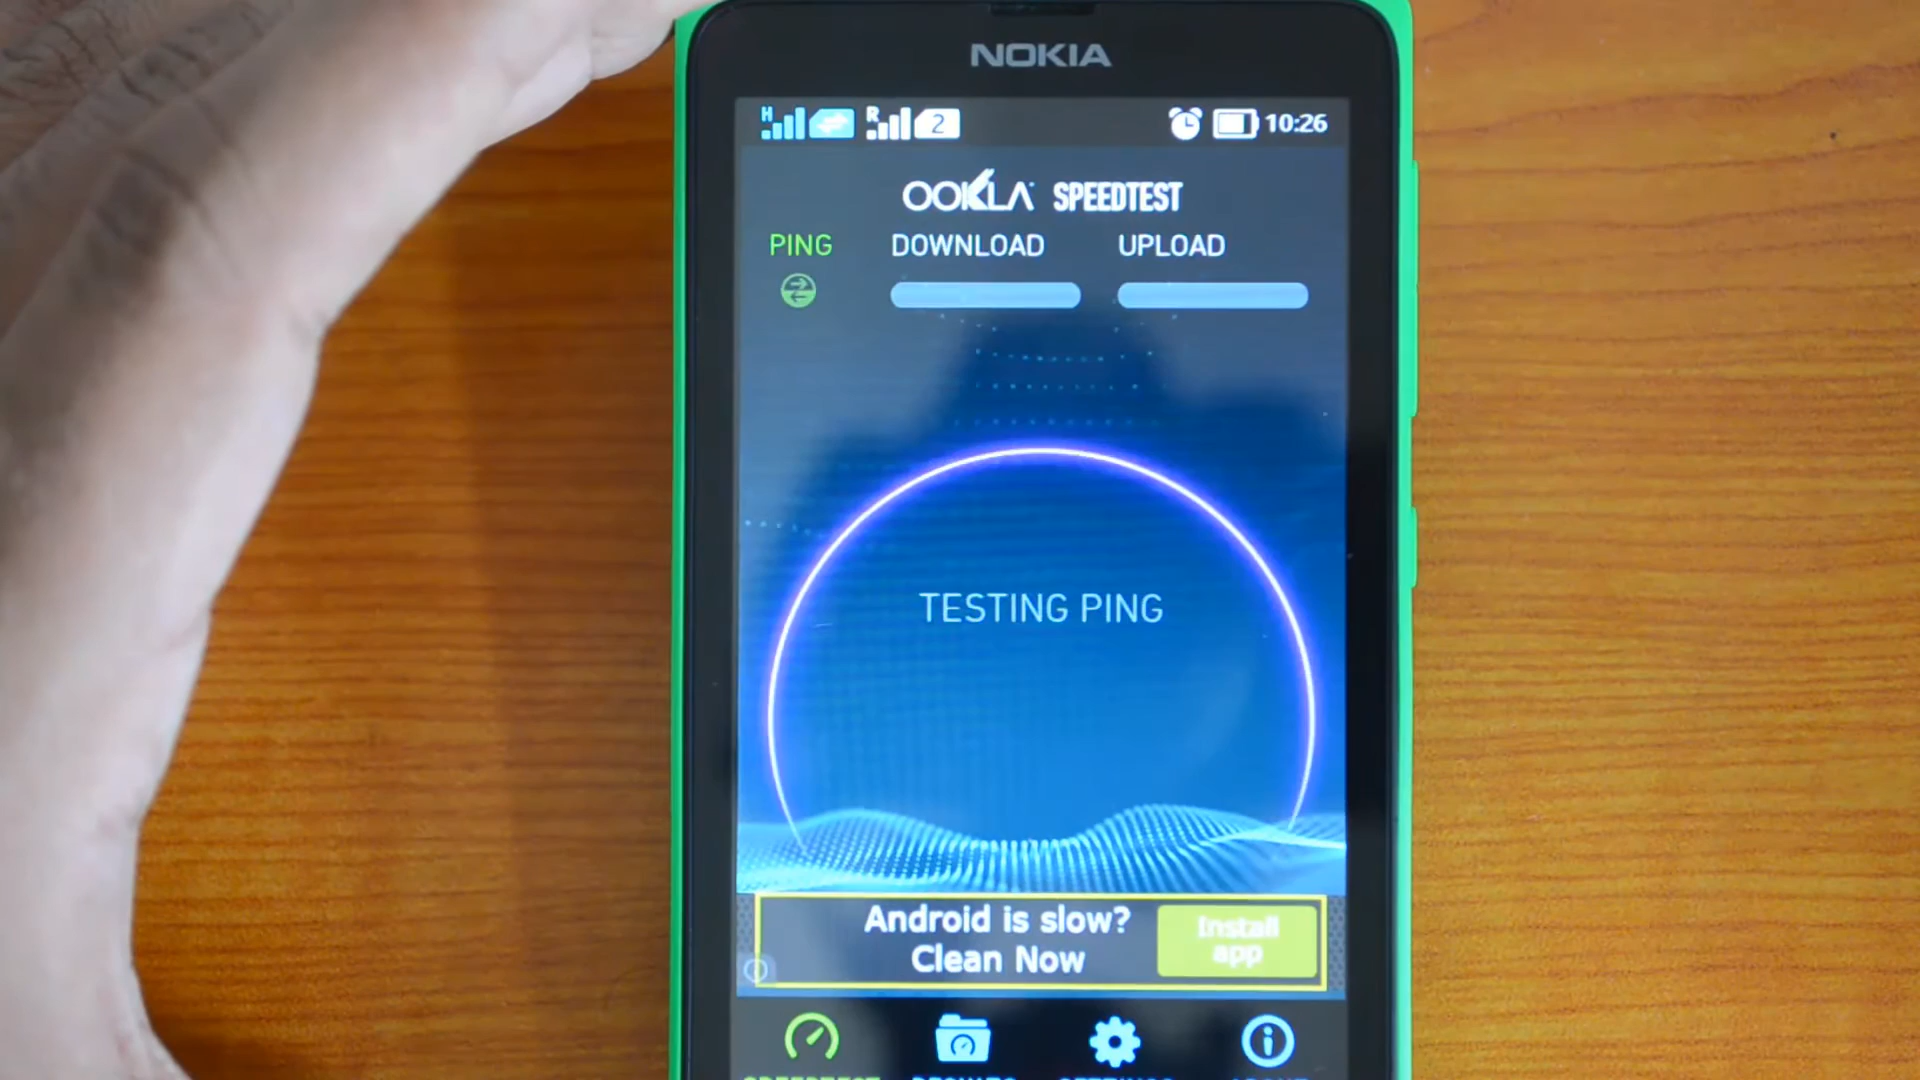 NOKIA
H R 2 10:26
OOKLA SPEEDTEST
PING DOWNLOAD UPLOAD
TESTING PING
Android is slow?
Clean Now
Install
app